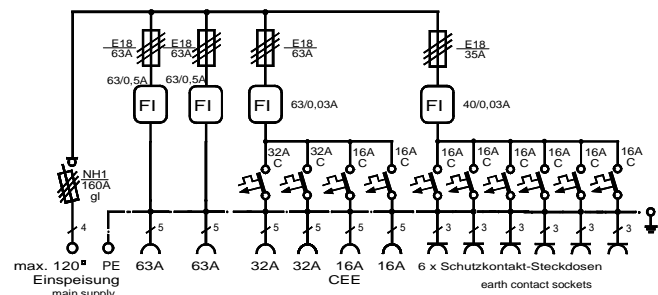 E18 E18 E18 E18
63A 63A 63A 35A
63/0,5A 63/0,5A
FI FI FI FI
63/0,03A 40/0,03A
32A 32A 16A 16A 16A 16A 16A 16A 16A 16A
C C C C C C C C C C
NH1
160A
gl
4 5 5 5 5 5 5 3 3 3 3 3 3
max. 120 PE 63A 63A 32A 32A 16A 16A 6 x Schutzkontakt-Steckdosen
Einspeisung CEE earth contact sockets
main supply